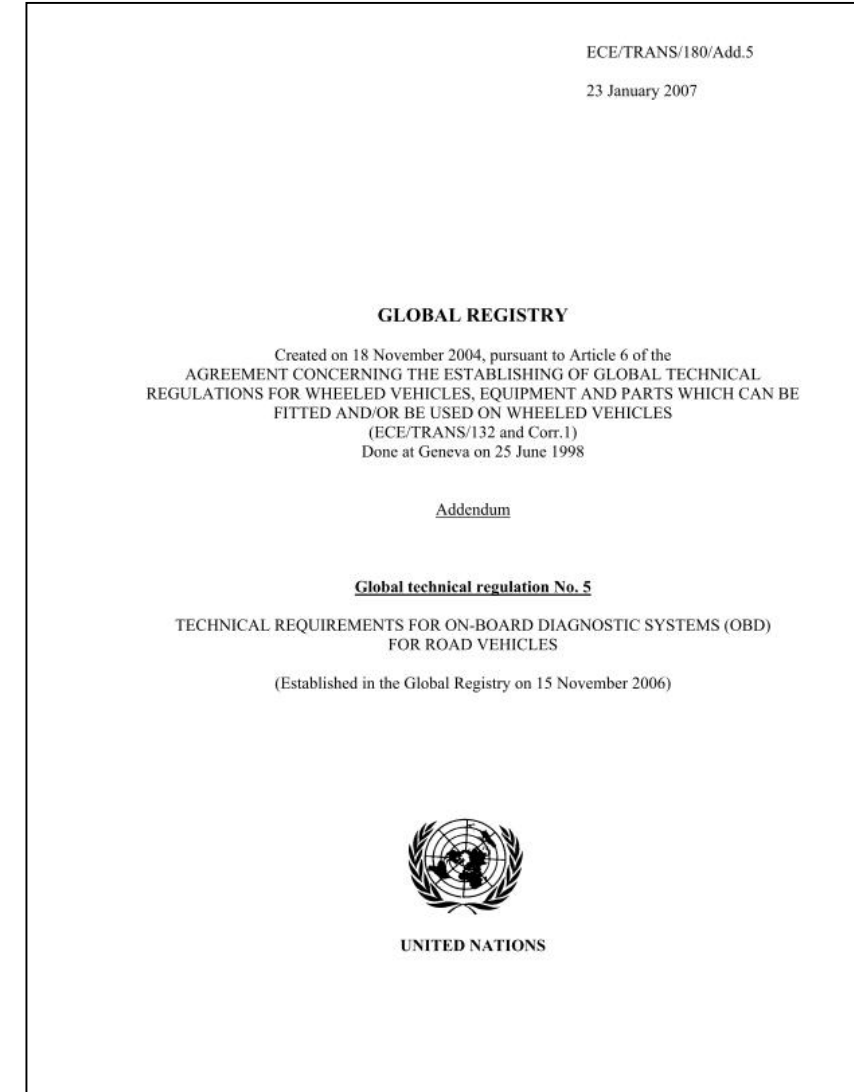 ECE/TRANS/180/Add.5
23 January 2007
GLOBAL REGISTRY
Created on 18 November 2004, pursuant to Article 6 of the
AGREEMENT CONCERNING THE ESTABLISHING OF GLOBAL TECHNICAL
REGULATIONS FOR WHEELED VEHICLES, EQUIPMENT AND PARTS WHICH CAN BE
FITTED AND/OR BE USED ON WHEELED VEHICLES
(ECE/TRANS/132 and Corr.1)
Done at Geneva on 25 June 1998
Addendum
Global technical regulation No. 5
TECHNICAL REQUIREMENTS FOR ON-BOARD DIAGNOSTIC SYSTEMS (OBD)
FOR ROAD VEHICLES
(Established in the Global Registry on 15 November 2006)
UNITED NATIONS